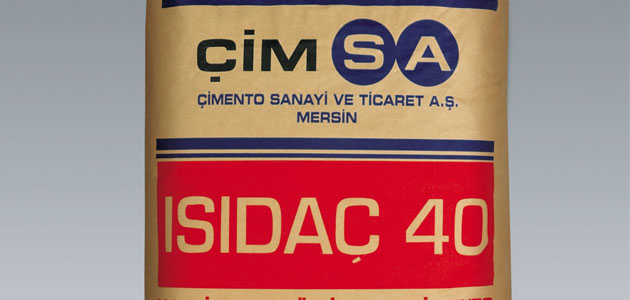 ÇİMSA
ÇİMENTO SANAYİ VE TİCARET A.Ş.
MERSİN
ISIDAÇ 40